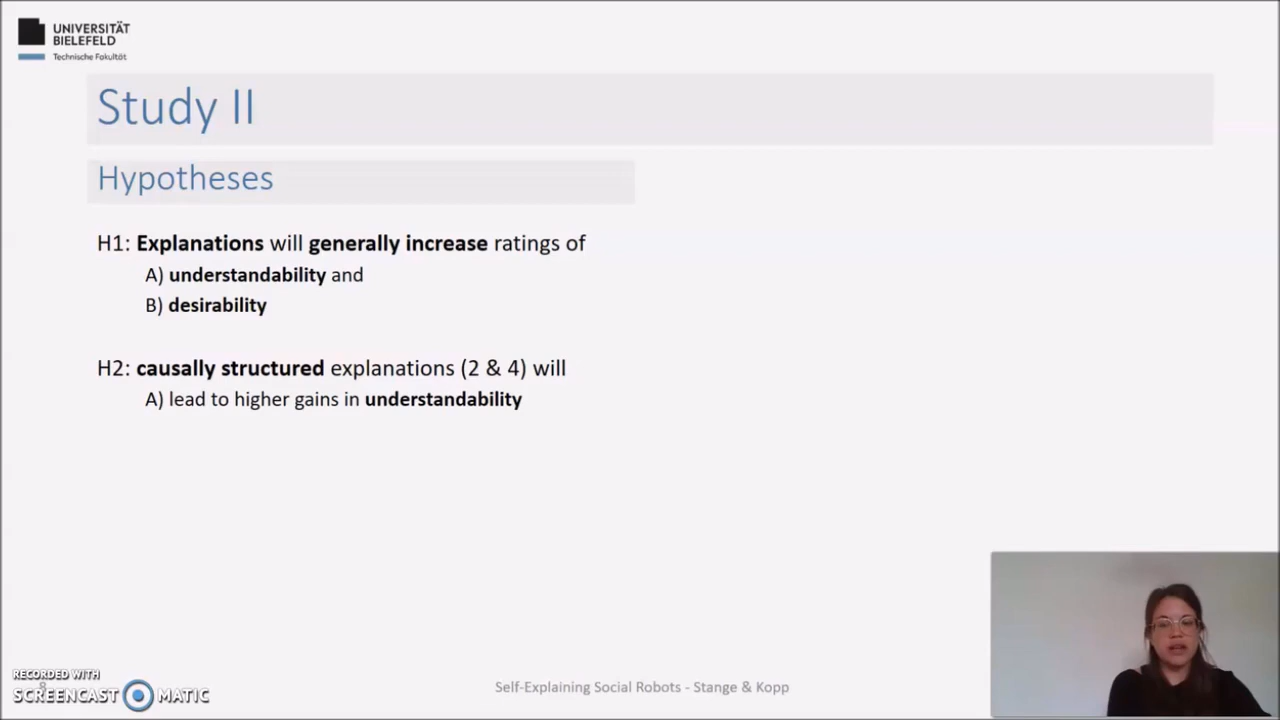 UNIVERSITÄT
BIELEFELD
Technische Fakultät
Study II
Hypotheses
H1: Explanations will generally increase ratings of
A) understandability and
B) desirability
H2: causally structured explanations (2 & 4) will
A) lead to higher gains in understandability
RECORDED WITH
SCREENCAST MATIC
Self-Explaining Social Robots - Stange & Kopp